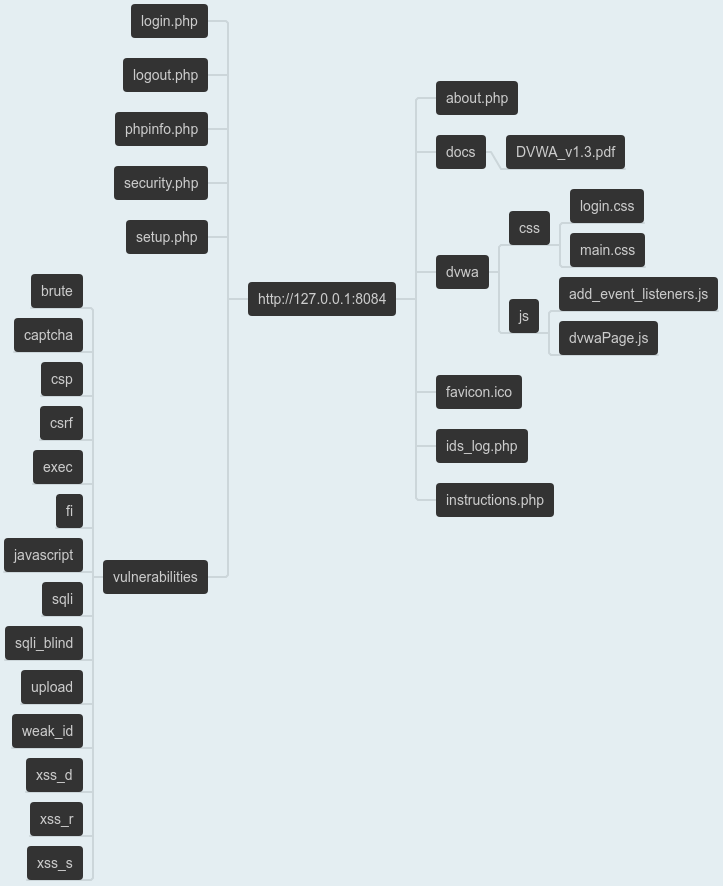 login.php
logout.php
phpinfo.php
security.php
setup.php
http://127.0.0.1:8084
vulnerabilities
brute
captcha
csp
csrf
exec
fi
javascript
sqli
sqli_blind
upload
weak_id
xss_d
xss_r
xss_s
about.php
docs
DVWA_v1.3.pdf
dvwa
css
login.css
main.css
js
add_event_listeners.js
dvwaPage.js
favicon.ico
ids_log.php
instructions.php